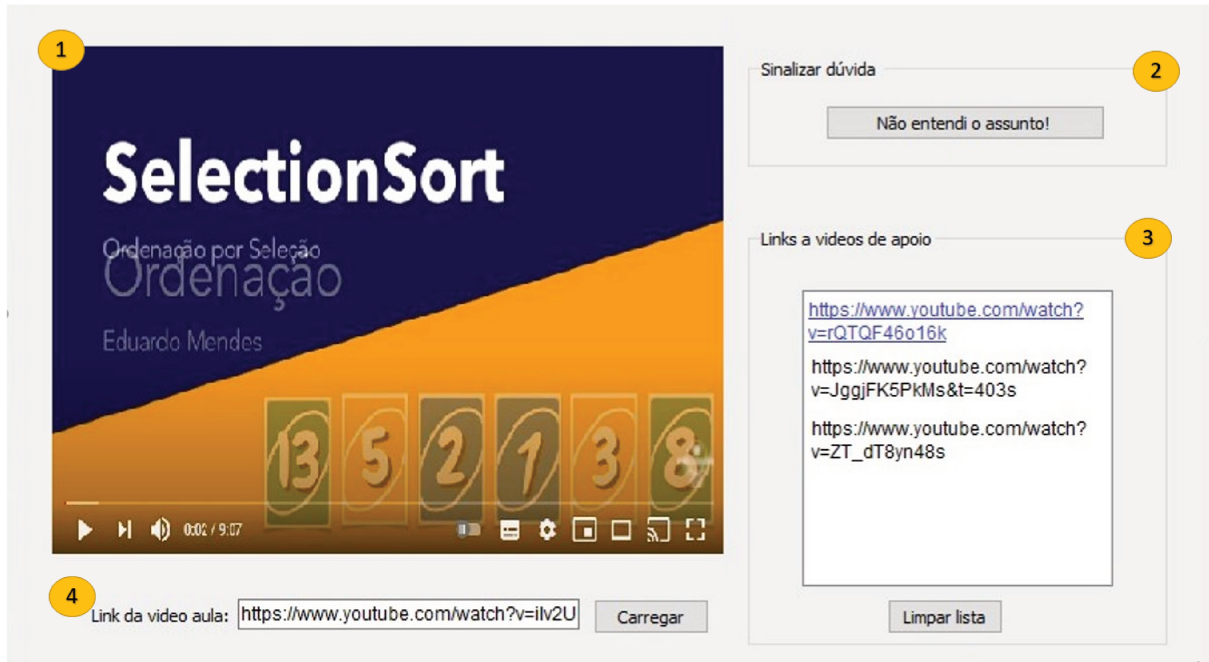 1
SelectionSort
Ordenação por Seleção
Ordenação
Eduardo Mendes
13 5 2 1 3 8
0:02 / 9:07
4
Link da video aula: https://www.youtube.com/watch?v=iIv2U Carregar
Sinalizar dúvida
2
Não entendi o assunto!
Links a videos de apoio
3
https://www.youtube.com/watch?
v=rQTQF46o16k
https://www.youtube.com/watch?
v=JggjFK5PkMs&t=403s
https://www.youtube.com/watch?
v=ZT_dT8yn48s
Limpar lista